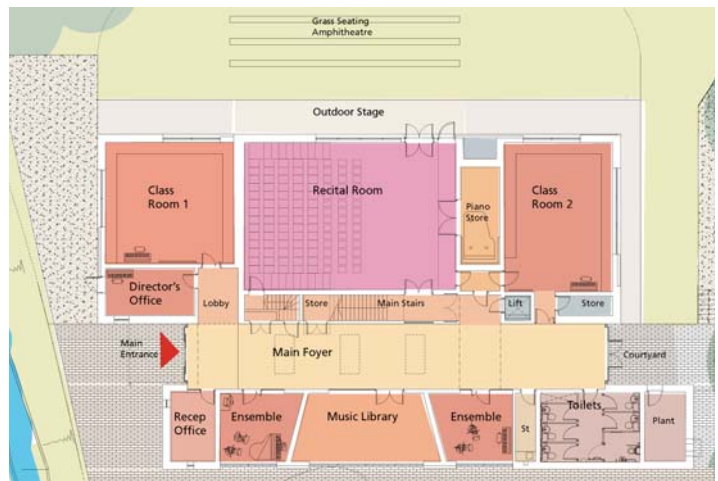 Grass Seating
Amphitheatre
Outdoor Stage
Class
Room 1
Recital Room
Piano
Store
Class
Room 2
Director's
Office
Lobby
Store
Main Stairs
Lift
Store
Main
Entrance
Main Foyer
Courtyard
Recep
Office
Ensemble
Music Library
Ensemble
St
Toilets
Plant